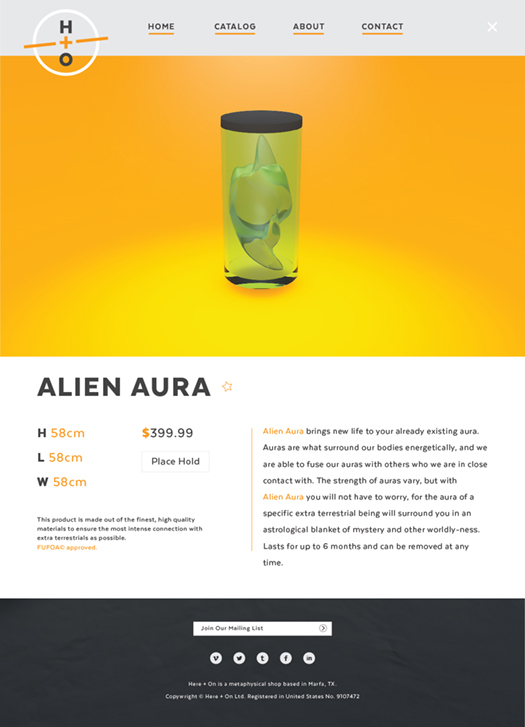 H
+
O
HOME CATALOG ABOUT CONTACT
ALIEN AURA
H 58cm
L 58cm
W 58cm
$399.99
Place Hold
This product is made out of the finest, high quality
materials to ensure the most intense connection with
extra terrestrials as possible.
FUFOA© approved.
Alien Aura brings new life to your already existing aura.
Auras are what surround our bodies energetically, and we
are able to fuse our auras with others who we are in close
contact with. The strength of auras vary, but with
Alien Aura you will not have to worry, for the aura of a
specific extra terrestrial being will surround you in an
astrological blanket of mystery and other worldly-ness.
Lasts for up to 6 months and can be removed at any
time.
Join Our Mailing List
Here + On is a metaphysical shop based in Marfa, TX.
Copywrite © Here + On Ltd. Registered in United States No. 9107472